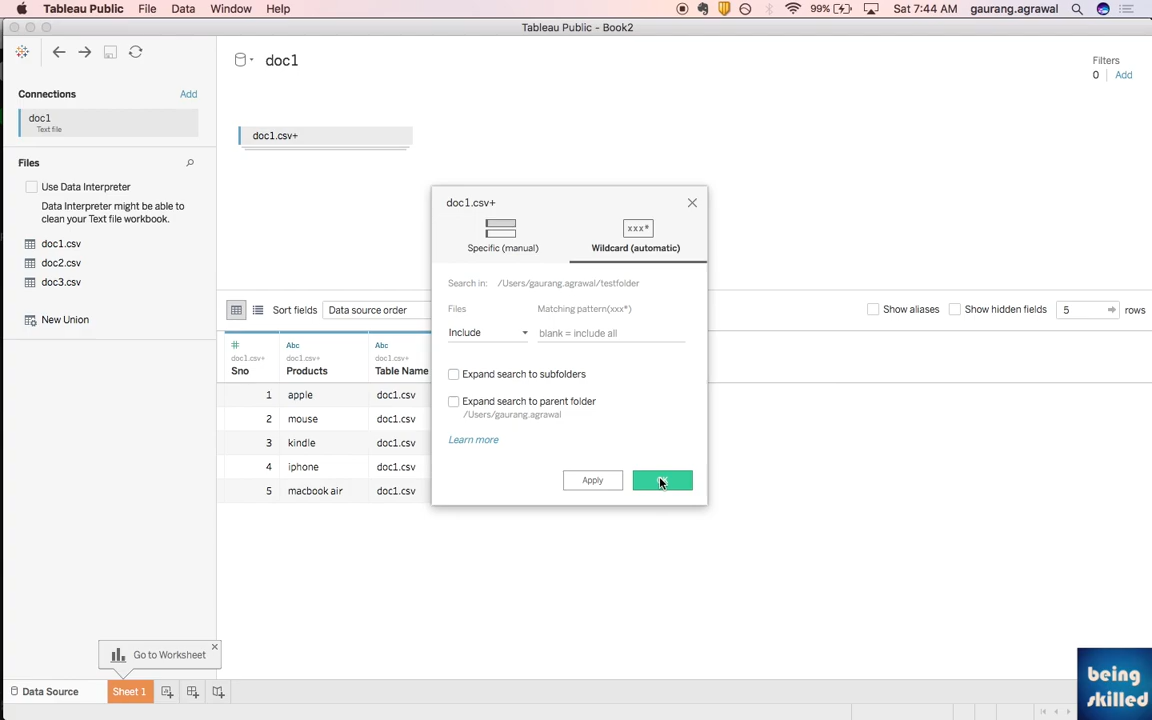 Tableau Public File Data Window Help 99% Sat 7:44 AM gaurang.agrawal
Tableau Public - Book2
Connections Add
doc1
Text file
Files
Use Data Interpreter
Data Interpreter might be able to
clean your Text file workbook.
doc1.csv
doc2.csv
doc3.csv
New Union
doc1
Filters
0 Add
doc1.csv+
doc1.csv+
Specific (manual)
xxx*
Wildcard (automatic)
Search in: /Users/gaurang.agrawal/testfolder
Files Matching pattern(xxx*)
Include blank = include all
Expand search to subfolders
Expand search to parent folder
/Users/gaurang.agrawal
Learn more
Apply
Sort fields Data source order Show aliases Show hidden fields 5 rows
# Abc Abc
doc1.csv+ doc1.csv+ doc1.csv+
Sno Products Table Name
1 apple doc1.csv
2 mouse doc1.csv
3 kindle doc1.csv
4 iphone doc1.csv
5 macbook air doc1.csv
Go to Worksheet
Data Source Sheet 1
being
skilled